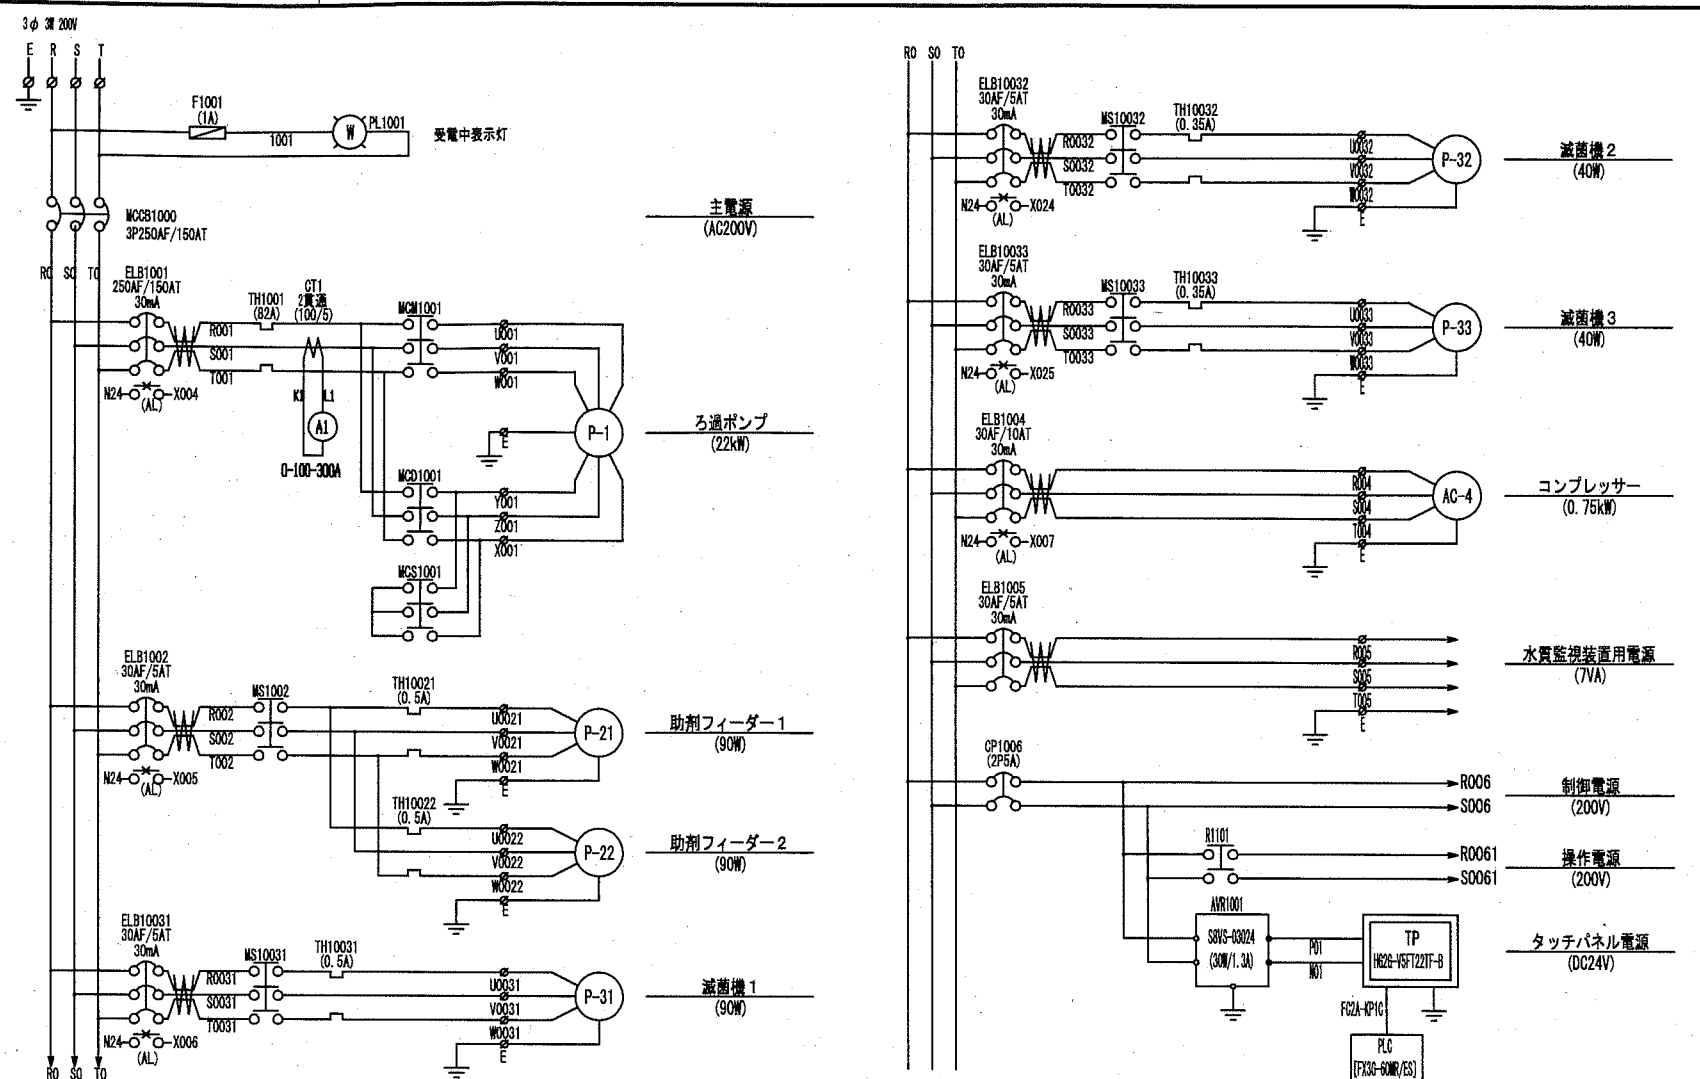 3φ 3W 200V
E R S T
F1001
(1A)
1001
W
PL1001
受電中表示灯
MCCB1000
3P250AF/150AT
主電源
(AC200V)
R0 S0 T0
ELB1001
250AF/150AT
30mA
R001
S001
T001
N24 X004
(AL)
TH1001
(82A)
CT1
2貫通
(100/5)
K1 L1
A1
0-100-300A
MCM1001
U001
V001
W001
E
P-1
ろ過ポンプ
(22kW)
MCD1001
Y001
Z001
X001
MCS1001
ELB1002
30AF/5AT
30mA
R002
S002
T002
N24 X005
(AL)
MS1002
TH10021
(0.5A)
U0021
V0021
W0021
E
P-21
助剤フィーダー1
(90W)
TH10022
(0.5A)
U0022
V0022
W0022
E
P-22
助剤フィーダー2
(90W)
ELB10031
30AF/5AT
30mA
R0031
S0031
T0031
N24 X006
(AL)
MS10031
TH10031
(0.5A)
U0031
V0031
W0031
E
P-31
滅菌機1
(90W)
R0 S0 T0
R0 S0 T0
ELB10032
30AF/5AT
30mA
R0032
S0032
T0032
N24 X024
(AL)
MS10032
TH10032
(0.35A)
U0032
V0032
W0032
E
P-32
滅菌機2
(40W)
ELB10033
30AF/5AT
30mA
R0033
S0033
T0033
N24 X025
(AL)
MS10033
TH10033
(0.35A)
U0033
V0033
W0033
E
P-33
滅菌機3
(40W)
ELB1004
30AF/10AT
30mA
N24 X007
(AL)
R004
S004
T004
E
AC-4
コンプレッサー
(0.75kW)
ELB1005
30AF/5AT
30mA
R005
S005
T005
E
水質監視装置用電源
(7VA)
CP1006
(2P5A)
R006
S006
制御電源
(200V)
R1101
R0061
S0061
操作電源
(200V)
AVR1001
S8VS-03024
(30W/1.3A)
P01
N01
TP
HG2G-V5FT22TF-B
タッチパネル電源
(DC24V)
FC2A-KP1C
PLC
[FX3G-60MR/ES]